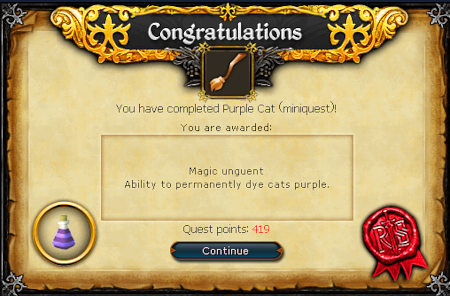 Congratulations
You have completed Purple Cat (miniquest)!
You are awarded:
Magic unguent
Ability to permanently dye cats purple.
Quest points: 419
Continue
RS